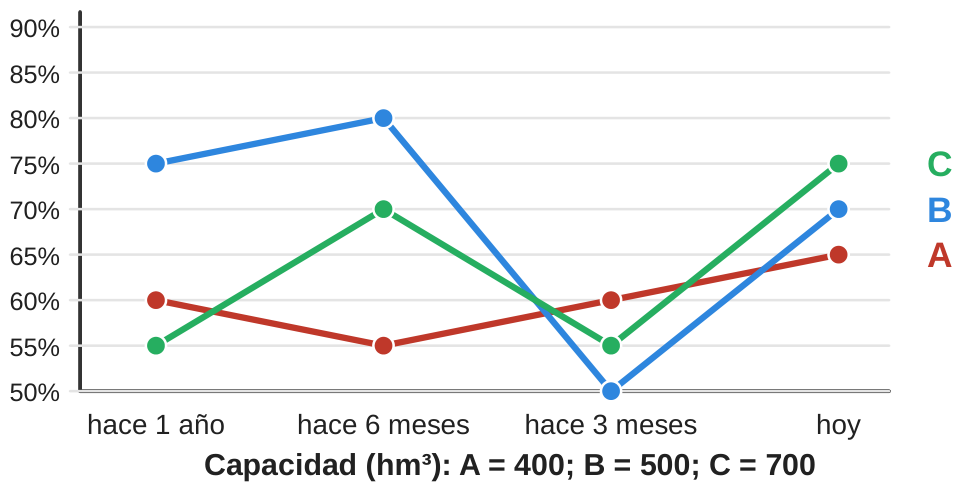 90%
85%
80%
75%
70%
65%
60%
55%
50%
C
B
A
hace 1 año hace 6 meses hace 3 meses hoy
Capacidad (hm³): A = 400; B = 500; C = 700